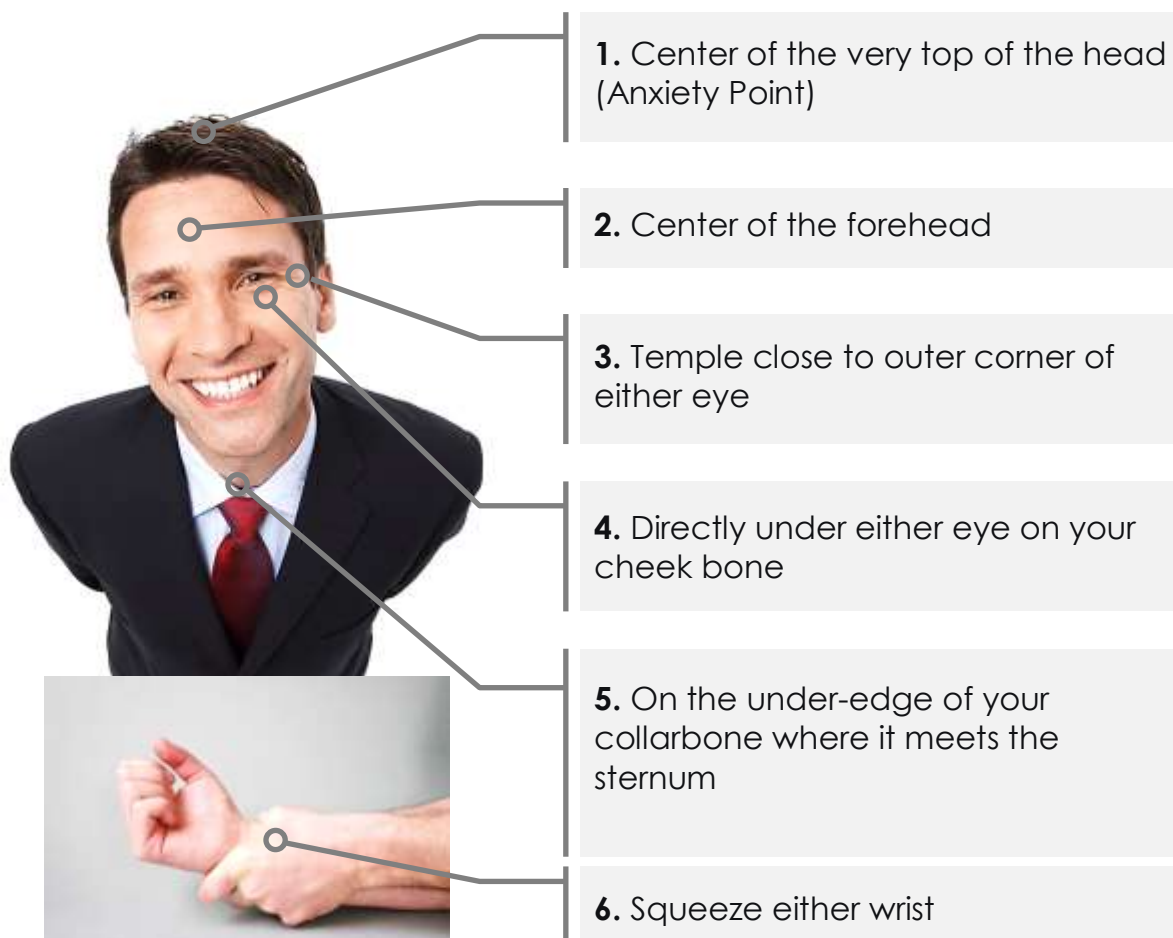 1. Center of the very top of the head
(Anxiety Point)
2. Center of the forehead
3. Temple close to outer corner of
either eye
4. Directly under either eye on your
cheek bone
5. On the under-edge of your
collarbone where it meets the
sternum
6. Squeeze either wrist